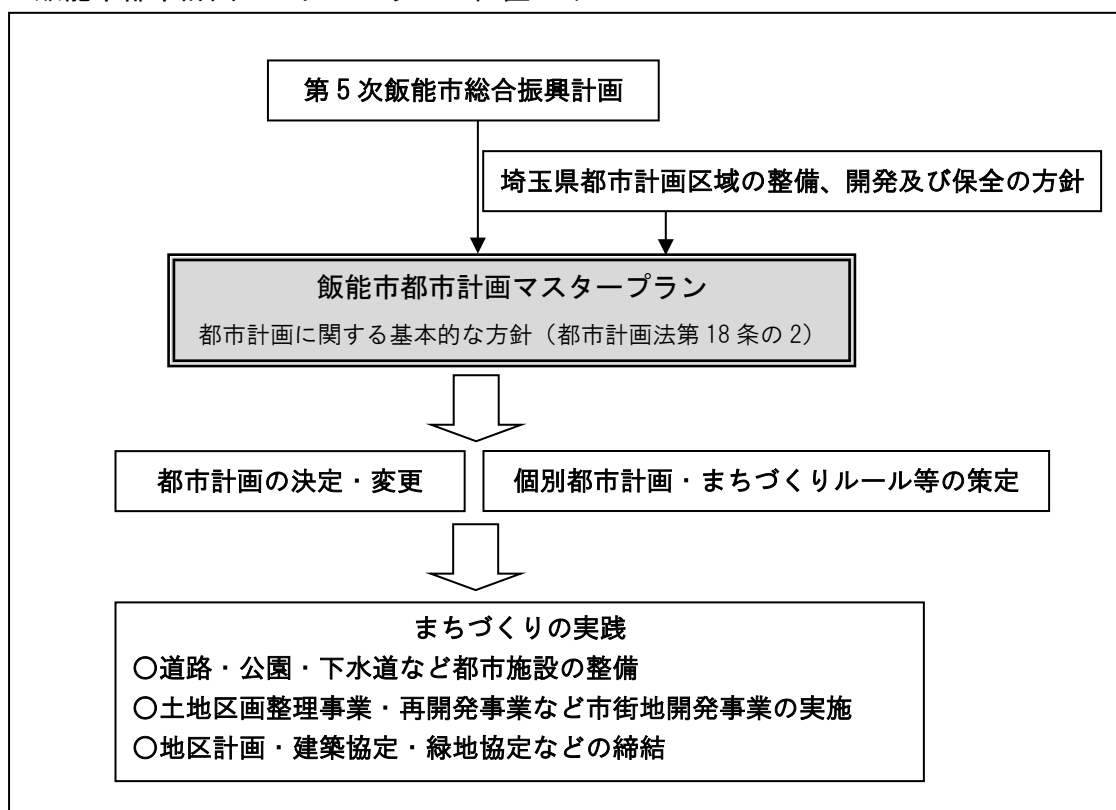 第5次飯能市総合振興計画
埼玉県都市計画区域の整備、開発及び保全の方針
飯能市都市計画マスタープラン
都市計画に関する基本的な方針（都市計画法第18条の2）
都市計画の決定・変更
個別都市計画・まちづくりルール等の策定
まちづくりの実践
○道路・公園・下水道など都市施設の整備
○土地区画整理事業・再開発事業など市街地開発事業の実施
○地区計画・建築協定・緑地協定などの締結